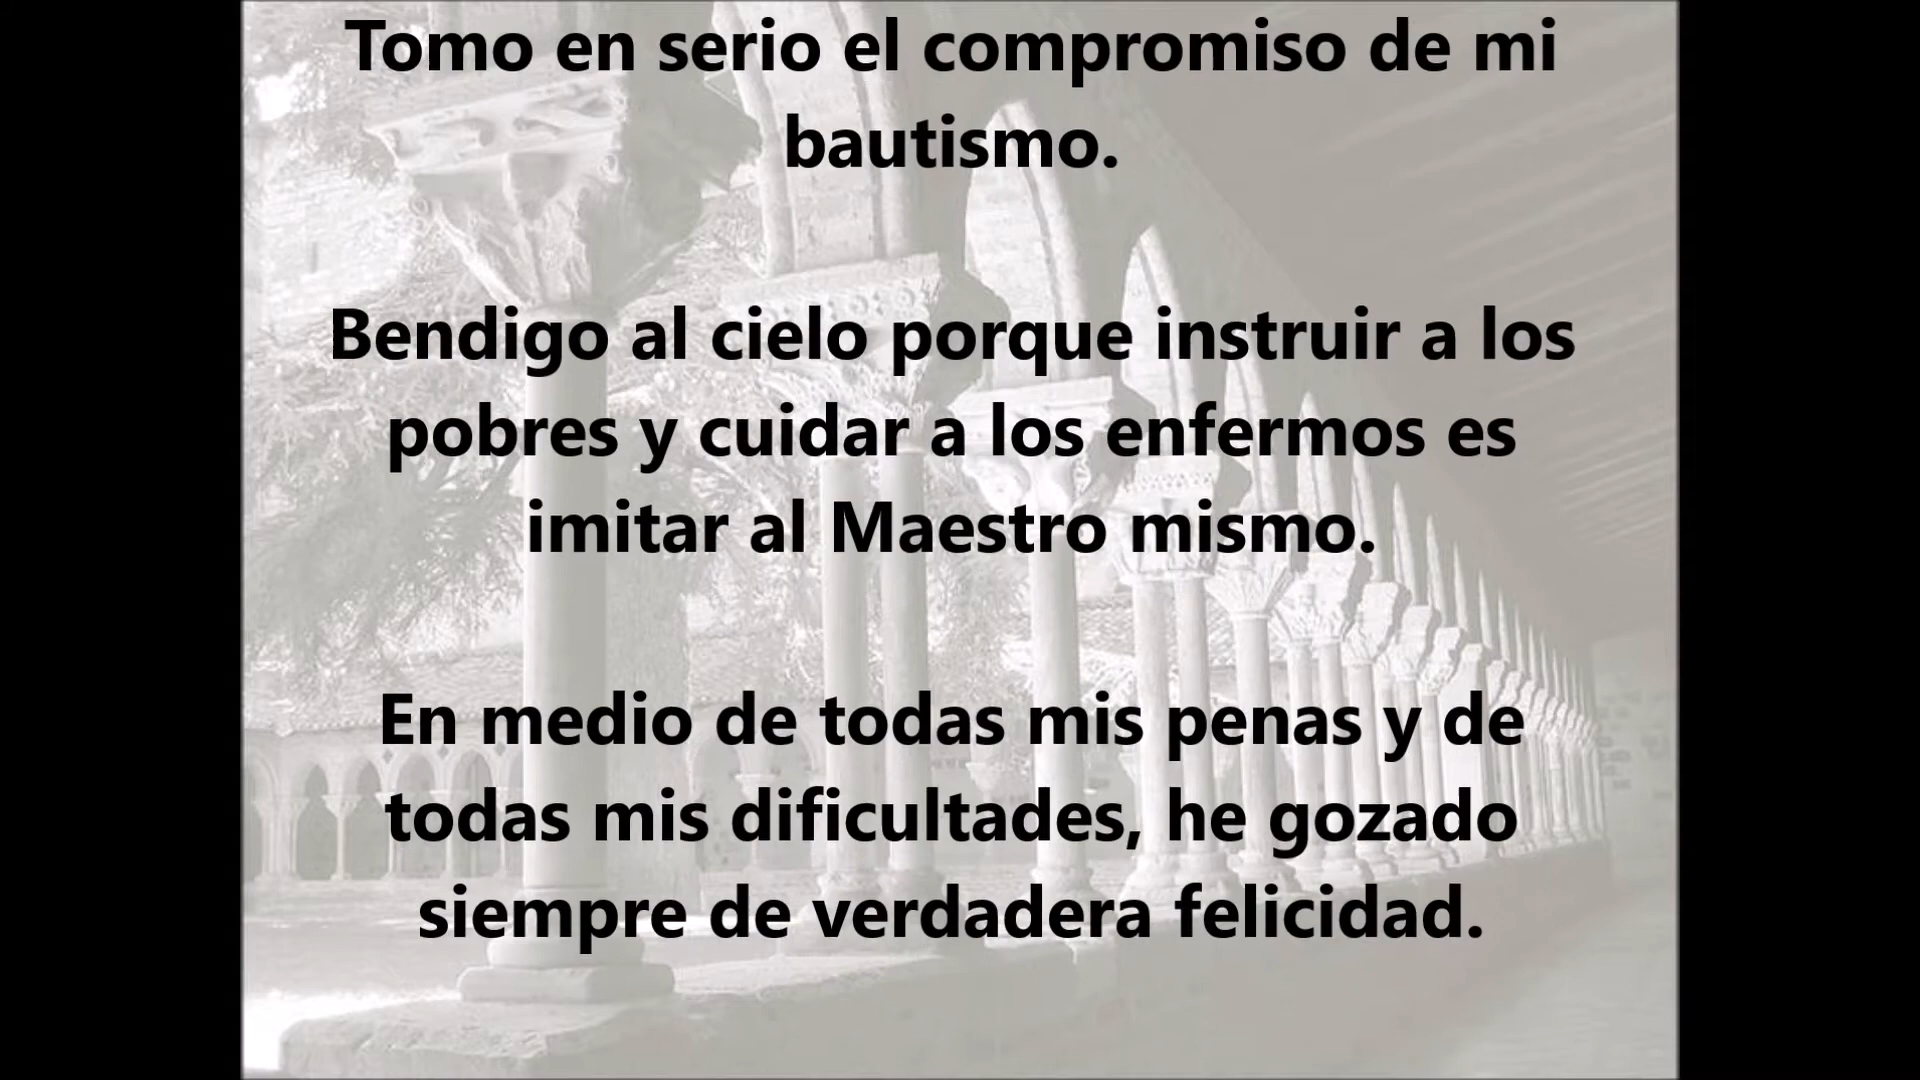 Tomo en serio el compromiso de mi
bautismo.
Bendigo al cielo porque instruir a los
pobres y cuidar a los enfermos es
imitar al Maestro mismo.
En medio de todas mis penas y de
todas mis dificultades, he gozado
siempre de verdadera felicidad.